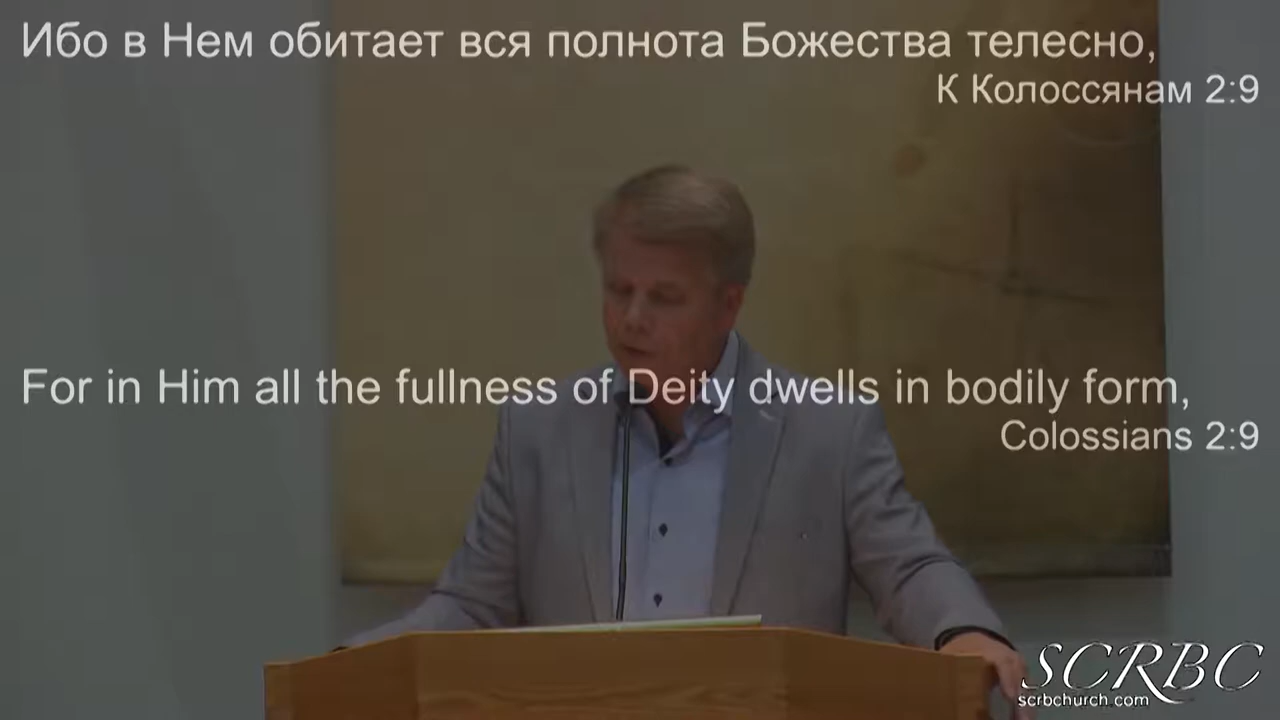 Ибо в Нем обитает вся полнота Божества телесно,
К Колоссянам 2:9
For in Him all the fullness of Deity dwells in bodily form,
Colossians 2:9
SCRBC
scrbchurch.com